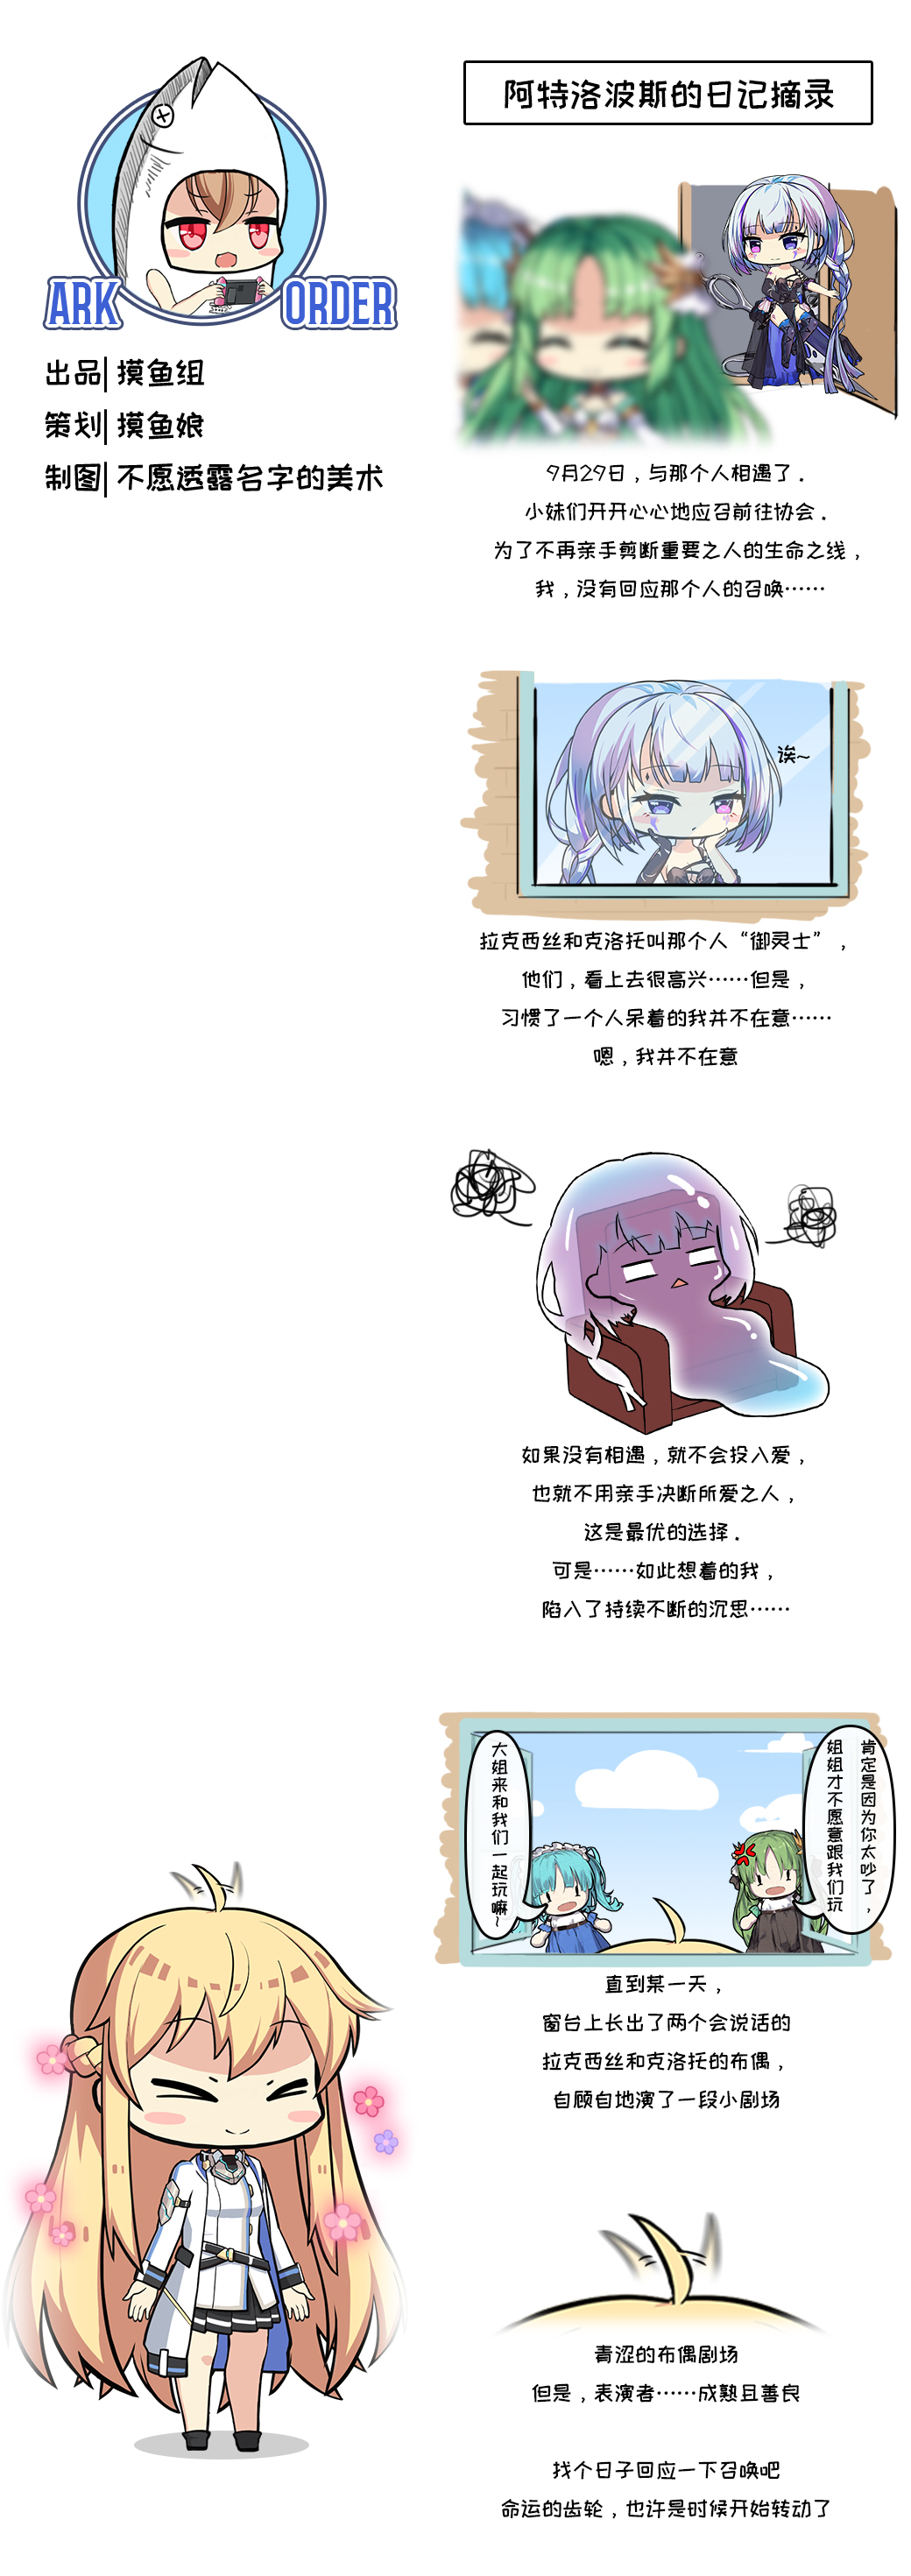 ARK ORDER
出品|摸鱼组
策划|摸鱼娘
制图|不愿透露名字的美术
阿特洛波斯的日记摘录
9月29日，与那个人相遇了．
小妹们开开心心地应召前往协会．
为了不再亲手剪断重要之人的生命之线，
我，没有回应那个人的召唤……
诶~
拉克西丝和克洛托叫那个人“御灵士”，
他们，看上去很高兴……但是，
习惯了一个人呆着的我并不在意……
嗯，我并不在意
如果没有相遇，就不会投入爱，
也就不用亲手决断所爱之人，
这是最优的选择．
可是……如此想着的我，
陷入了持续不断的沉思……
大姐来和我们一起玩嘛~
肯定是因为你太吵了，
姐姐才不愿意跟我们玩
直到某一天，
窗台上长出了两个会说话的
拉克西丝和克洛托的布偶，
自顾自地演了一段小剧场
青涩的布偶剧场
但是，表演者……成熟且善良
找个日子回应一下召唤吧
命运的齿轮，也许是时候开始转动了